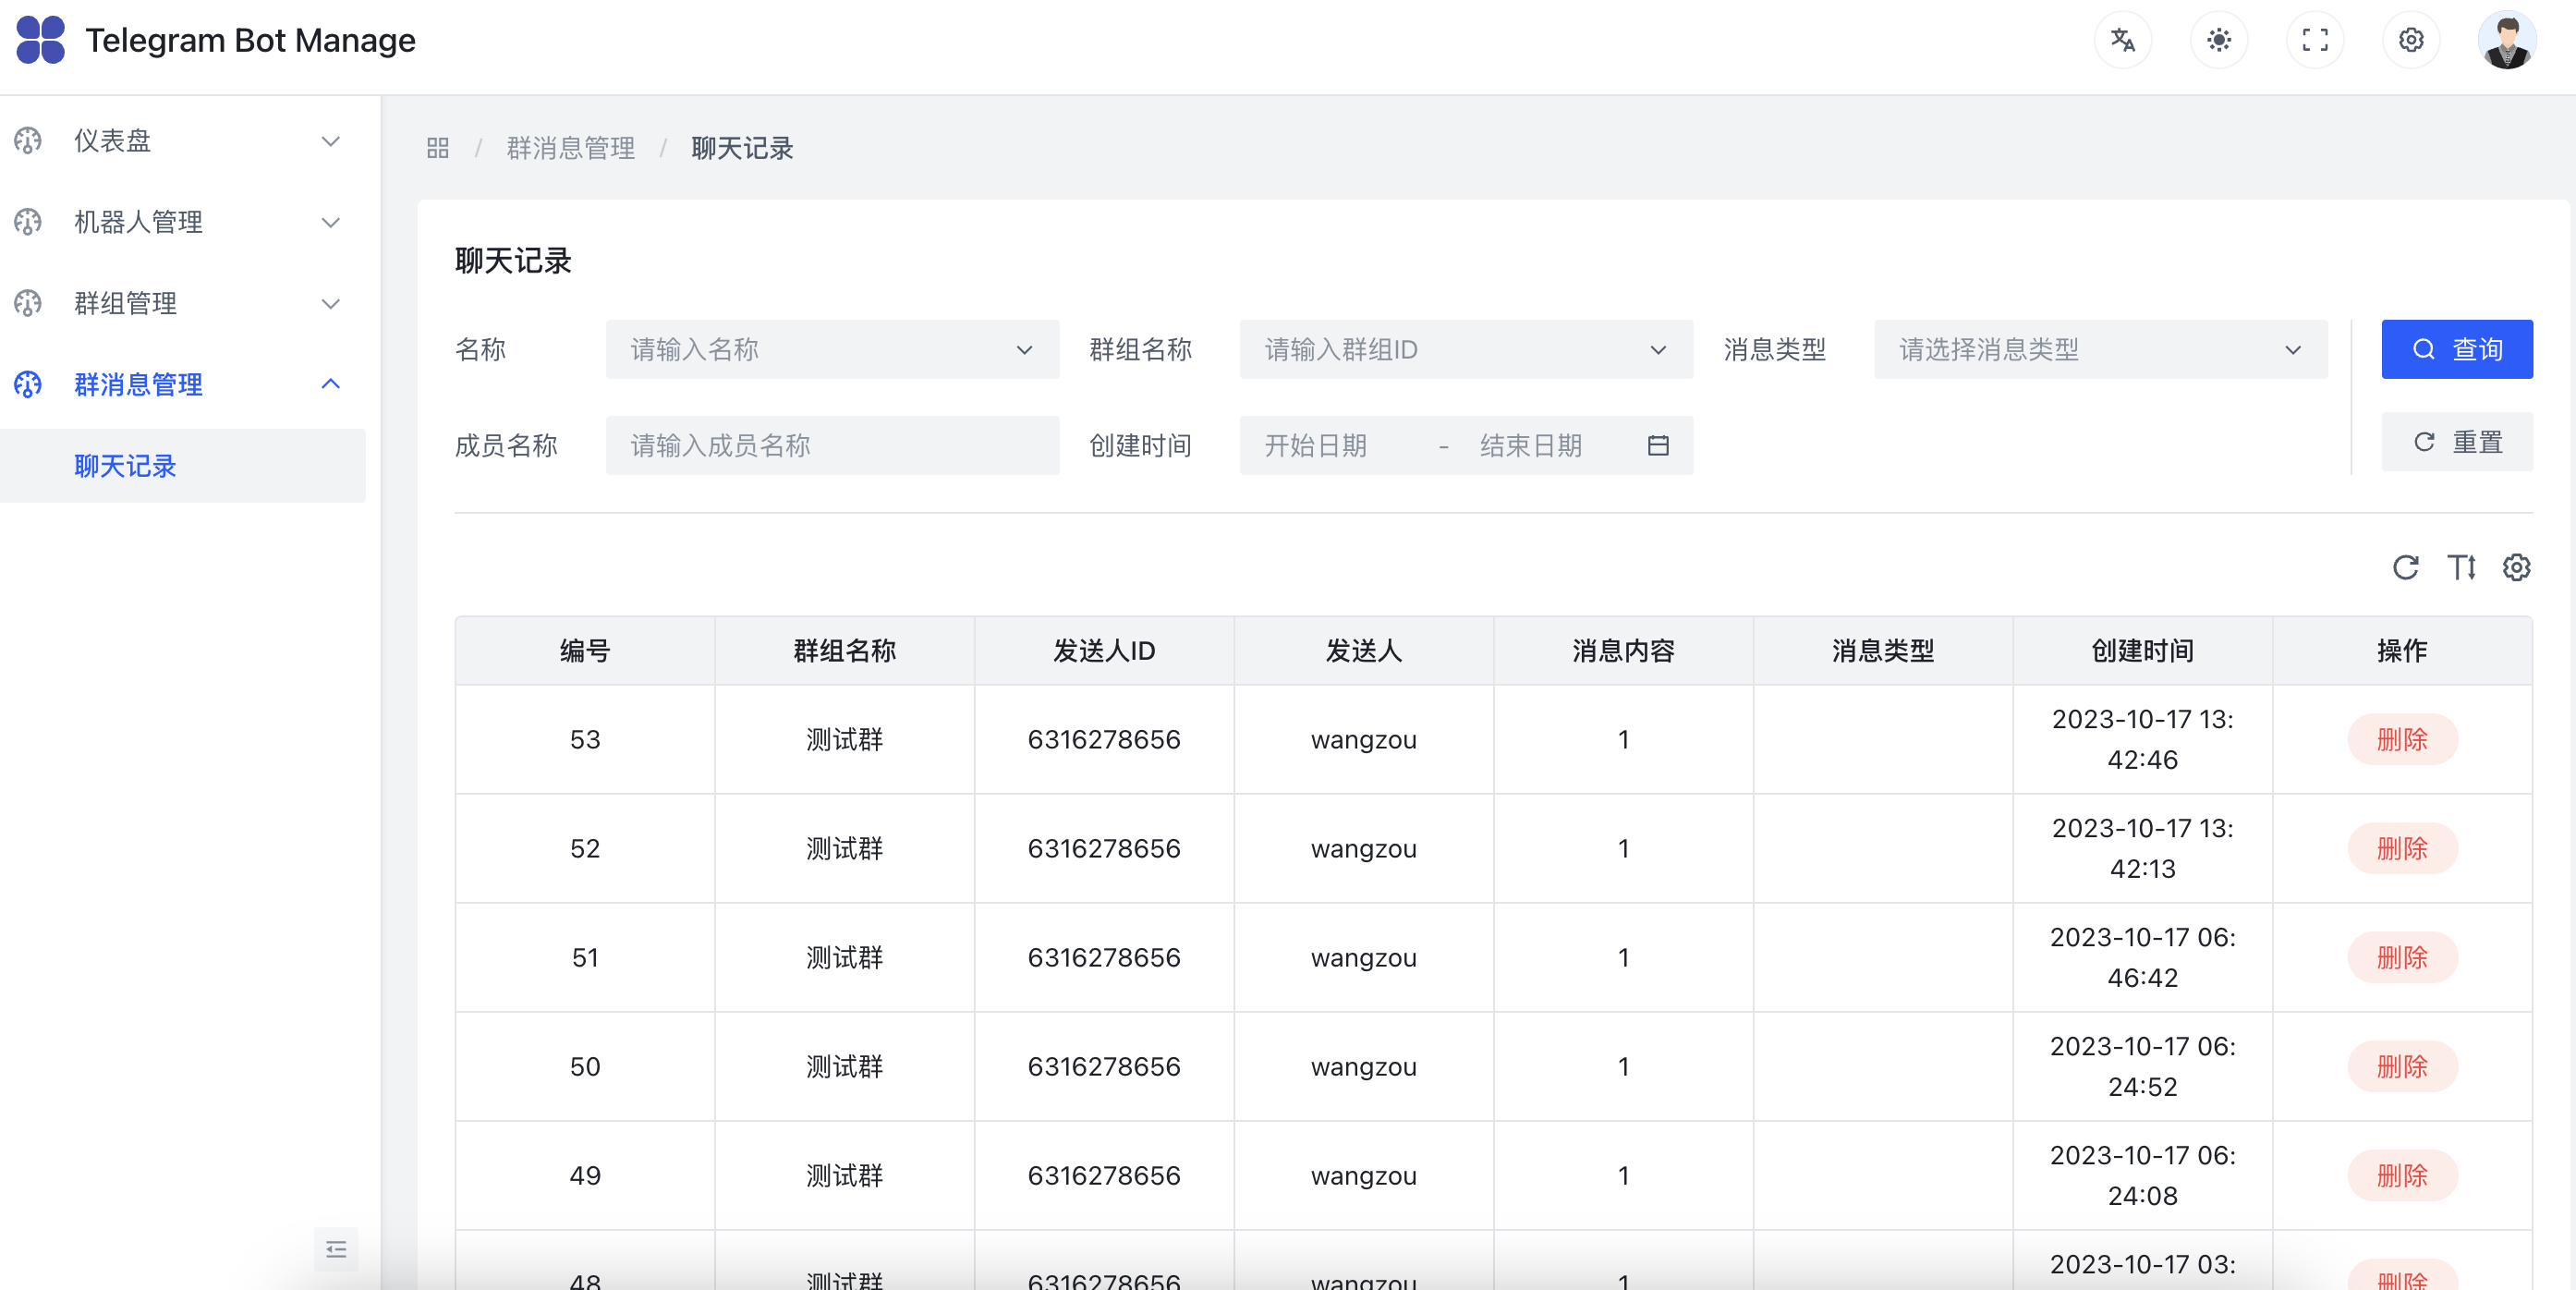 Telegram Bot Manage
仪表盘
机器人管理
群组管理
群消息管理
聊天记录
/ 群消息管理 / 聊天记录
聊天记录
名称 请输入名称 群组名称 请输入群组ID 消息类型 请选择消息类型 查询
成员名称 请输入成员名称 创建时间 开始日期 - 结束日期 重置
编号 群组名称 发送人ID 发送人 消息内容 消息类型 创建时间 操作
53 测试群 6316278656 wangzou 1 2023-10-17 13:
42:46 删除
52 测试群 6316278656 wangzou 1 2023-10-17 13:
42:13 删除
51 测试群 6316278656 wangzou 1 2023-10-17 06:
46:42 删除
50 测试群 6316278656 wangzou 1 2023-10-17 06:
24:52 删除
49 测试群 6316278656 wangzou 1 2023-10-17 06:
24:08 删除
48 测试群 6316278656 wangzou 1 2023-10-17 03:
删除